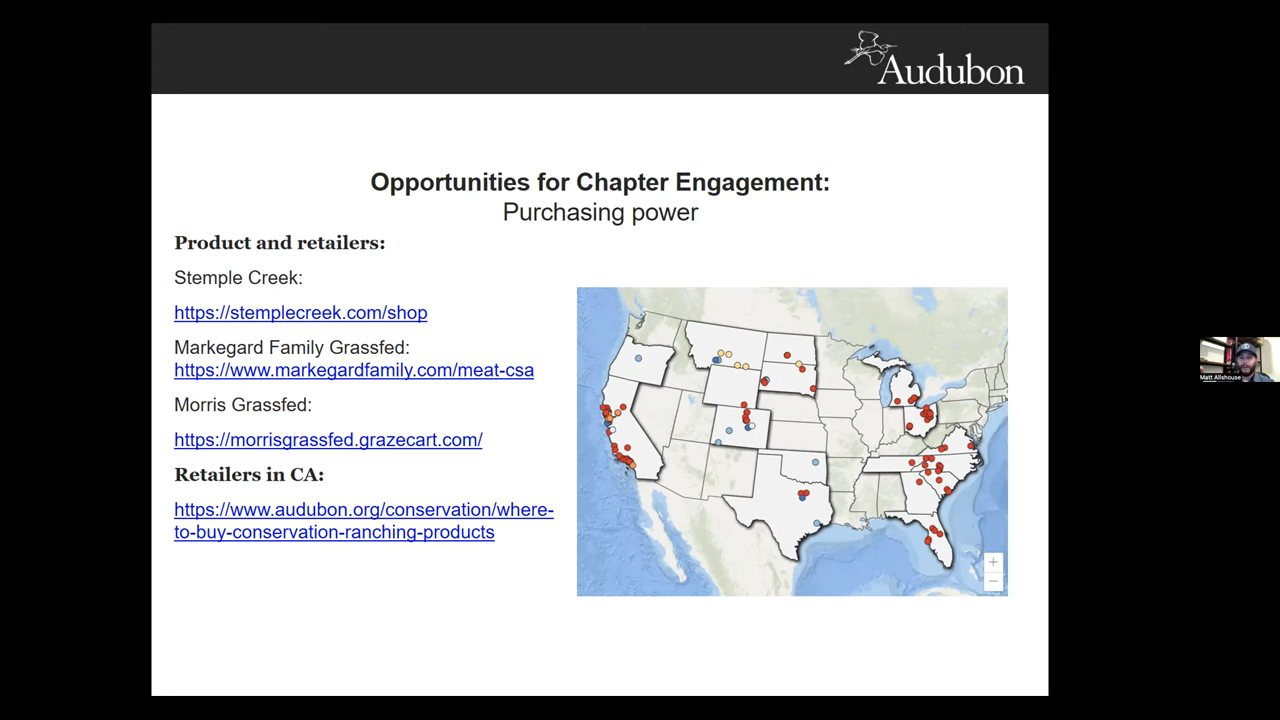 Audubon
Opportunities for Chapter Engagement:
Purchasing power
Product and retailers:
Stemple Creek:
https://stemplecreek.com/shop
Markegard Family Grassfed:
https://www.markegardfamily.com/meat-csa
Morris Grassfed:
https://morrisgrassfed.grazecart.com/
Retailers in CA:
https://www.audubon.org/conservation/where-
to-buy-conservation-ranching-products
+
−
Matt Allshouse